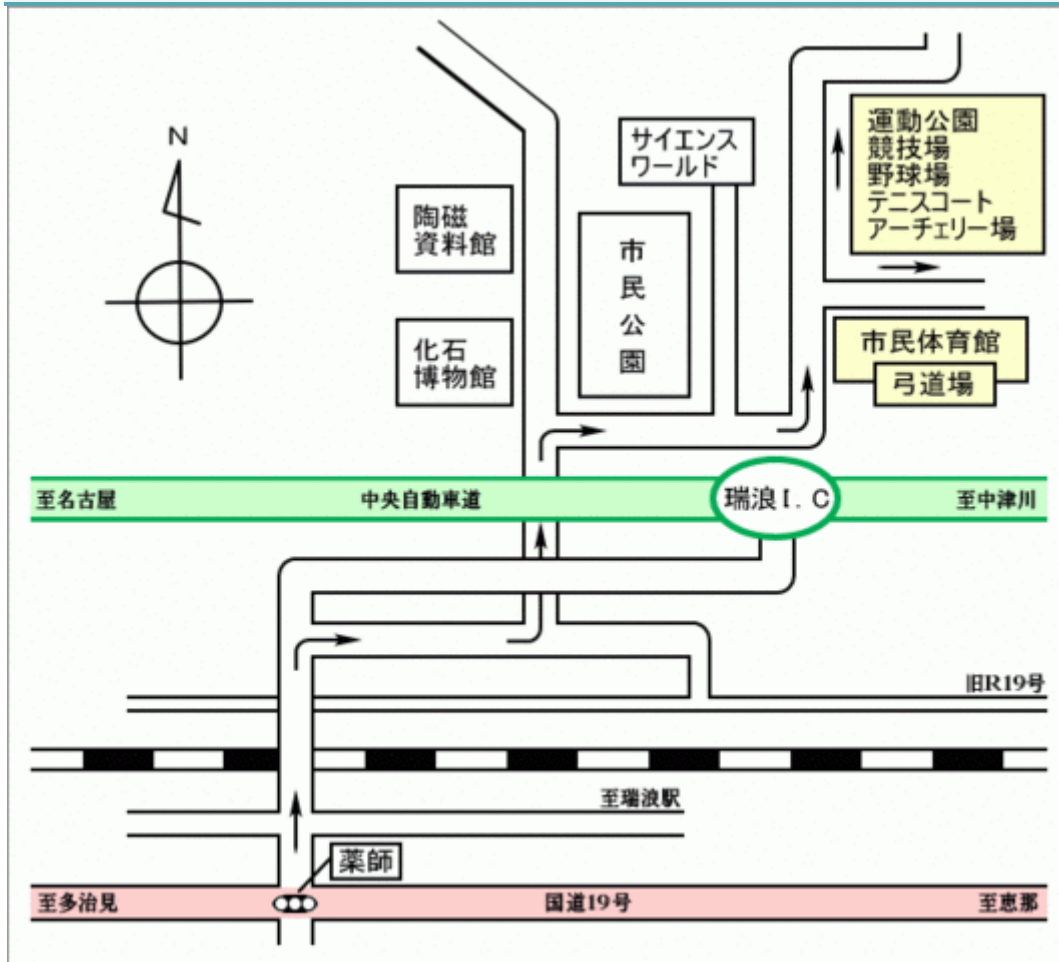 N
サイエンス
ワールド
運動公園
競技場
野球場
テニスコート
アーチェリー場
陶磁
資料館
市民公園
化石
博物館
市民体育館
弓道場
至名古屋
中央自動車道
瑞浪I.C
至中津川
旧R19号
至瑞浪駅
薬師
至多治見
国道19号
至恵那